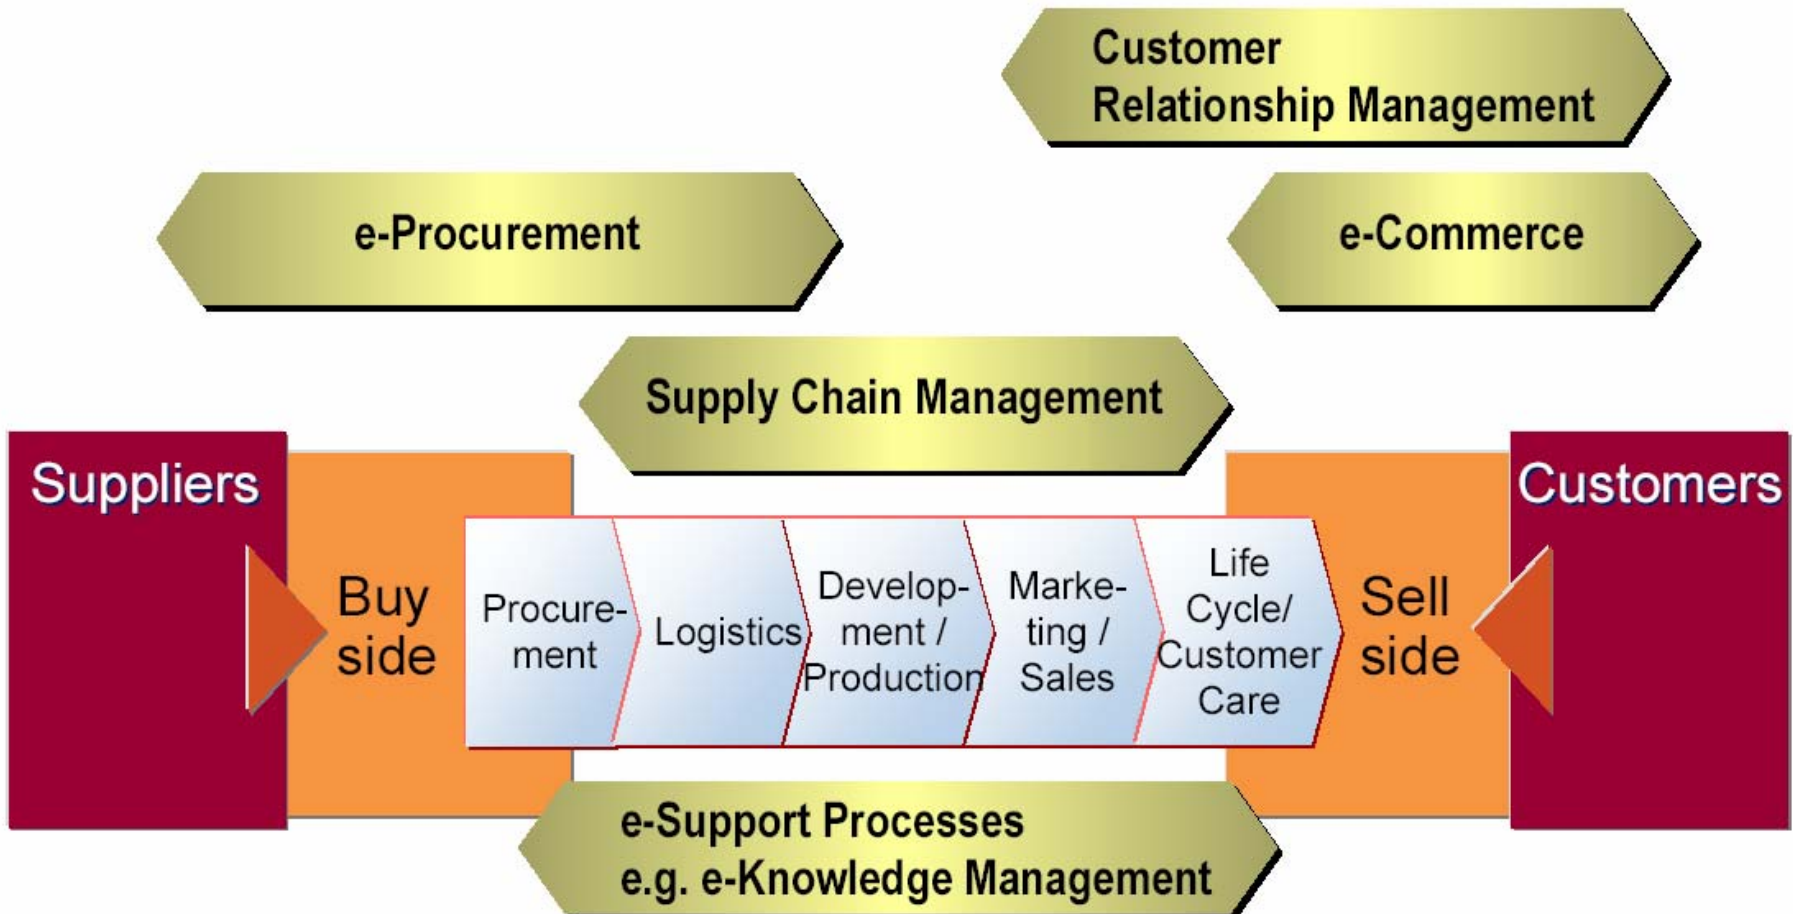 Customer
Relationship Management
e-Procurement
e-Commerce
Supply Chain Management
Suppliers
Customers
Buy
side
Procure-
ment
Logistics
Develop-
ment /
Production
Marke-
ting /
Sales
Life
Cycle/
Customer
Care
Sell
side
e-Support Processes
e.g. e-Knowledge Management